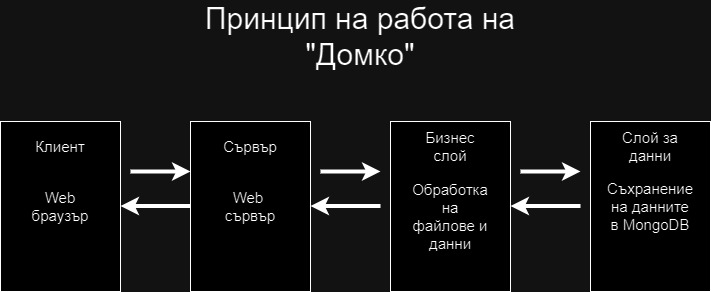 Принцип на работа на
"Домко"
Клиент
Web
браузър
Сървър
Web
сървър
Бизнес
слой
Обработка
на
файлове и
данни
Слой за
данни
Съхранение
на данните
в MongoDB